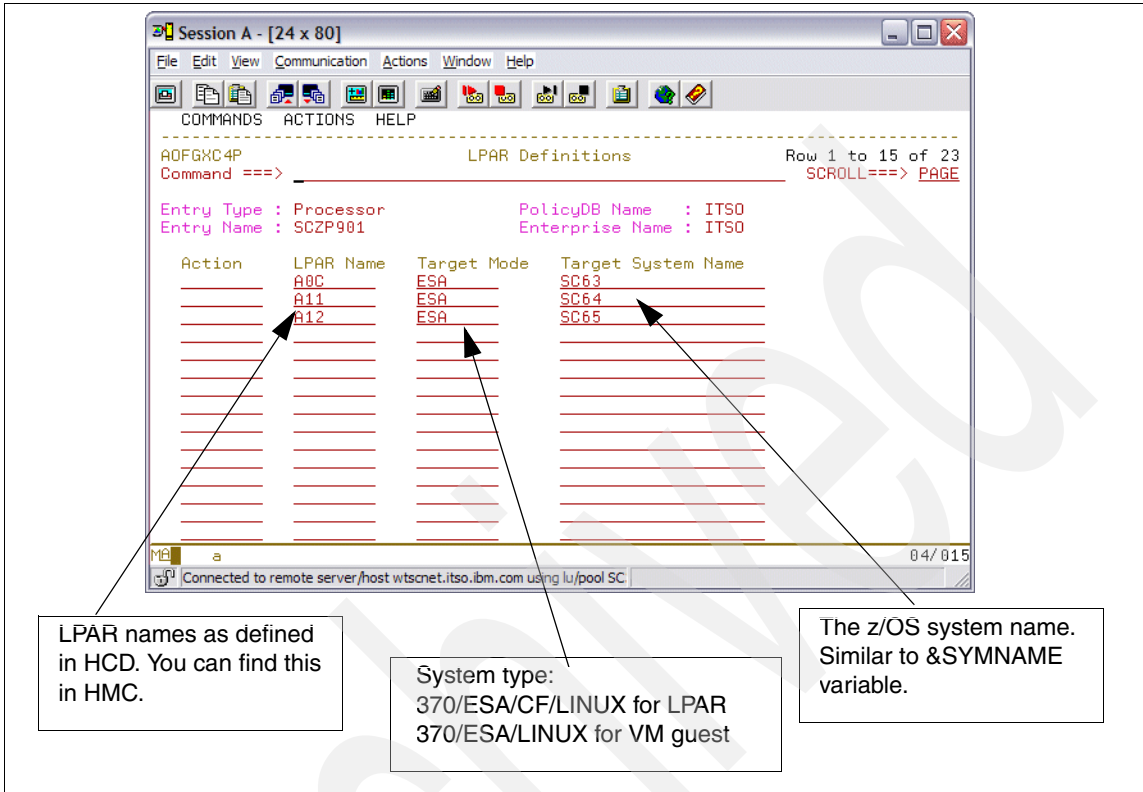 Session A - [24 x 80]
File Edit View Communication Actions Window Help
COMMANDS ACTIONS HELP
AOFGXC4P LPAR Definitions Row 1 to 15 of 23
Command ===> SCROLL===> PAGE
Entry Type : Processor PolicyDB Name : ITSO
Entry Name : SCZP901 Enterprise Name : ITSO
Action LPAR Name Target Mode Target System Name
A0C ESA SC63
A11 ESA SC64
A12 ESA SC65
MA a 04/015
Connected to remote server/host wtscnet.itso.ibm.com using lu/pool SC
LPAR names as defined
in HCD. You can find this
in HMC.
System type:
370/ESA/CF/LINUX for LPAR
370/ESA/LINUX for VM guest
The z/OS system name.
Similar to &SYMNAME
variable.